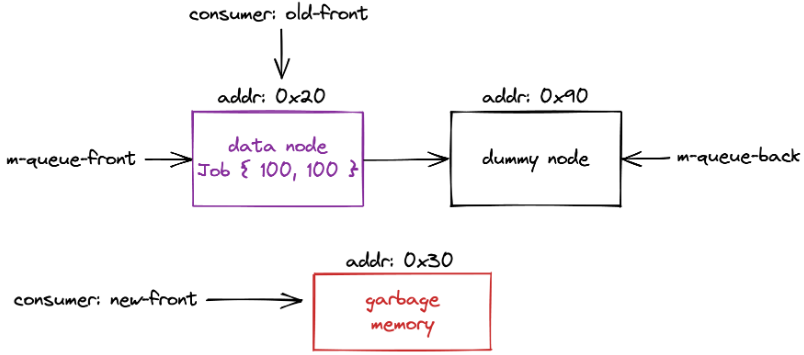 consumer: old-front
addr: 0x20
addr: 0x90
m-queue-front
data node
Job { 100, 100 }
dummy node
m-queue-back
addr: 0x30
consumer: new-front
garbage
memory